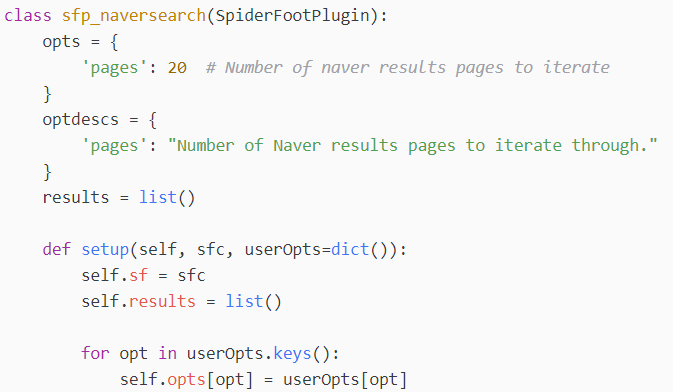 class sfp_naversearch(SpiderFootPlugin):
    opts = {
        'pages': 20  # Number of naver results pages to iterate
    }
    optdescs = {
        'pages': "Number of Naver results pages to iterate through."
    }
    results = list()

    def setup(self, sfc, userOpts=dict()):
        self.sf = sfc
        self.results = list()

        for opt in userOpts.keys():
            self.opts[opt] = userOpts[opt]